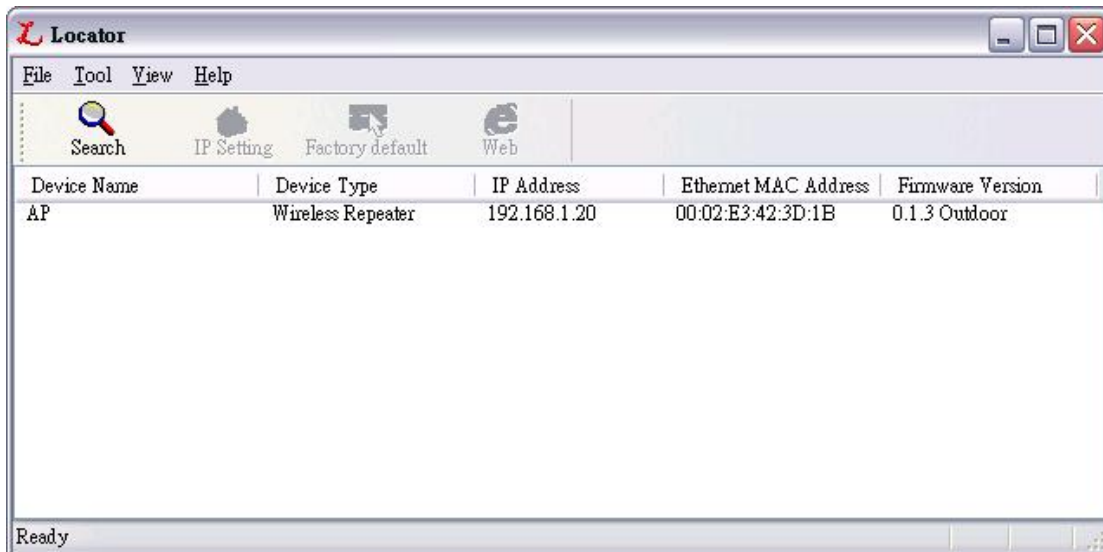 Locator
File Tool View Help
Search IP Setting Factory default Web
Device Name Device Type IP Address Ethernet MAC Address Firmware Version
AP Wireless Repeater 192.168.1.20 00:02:E3:42:3D:1B 0.1.3 Outdoor
Ready